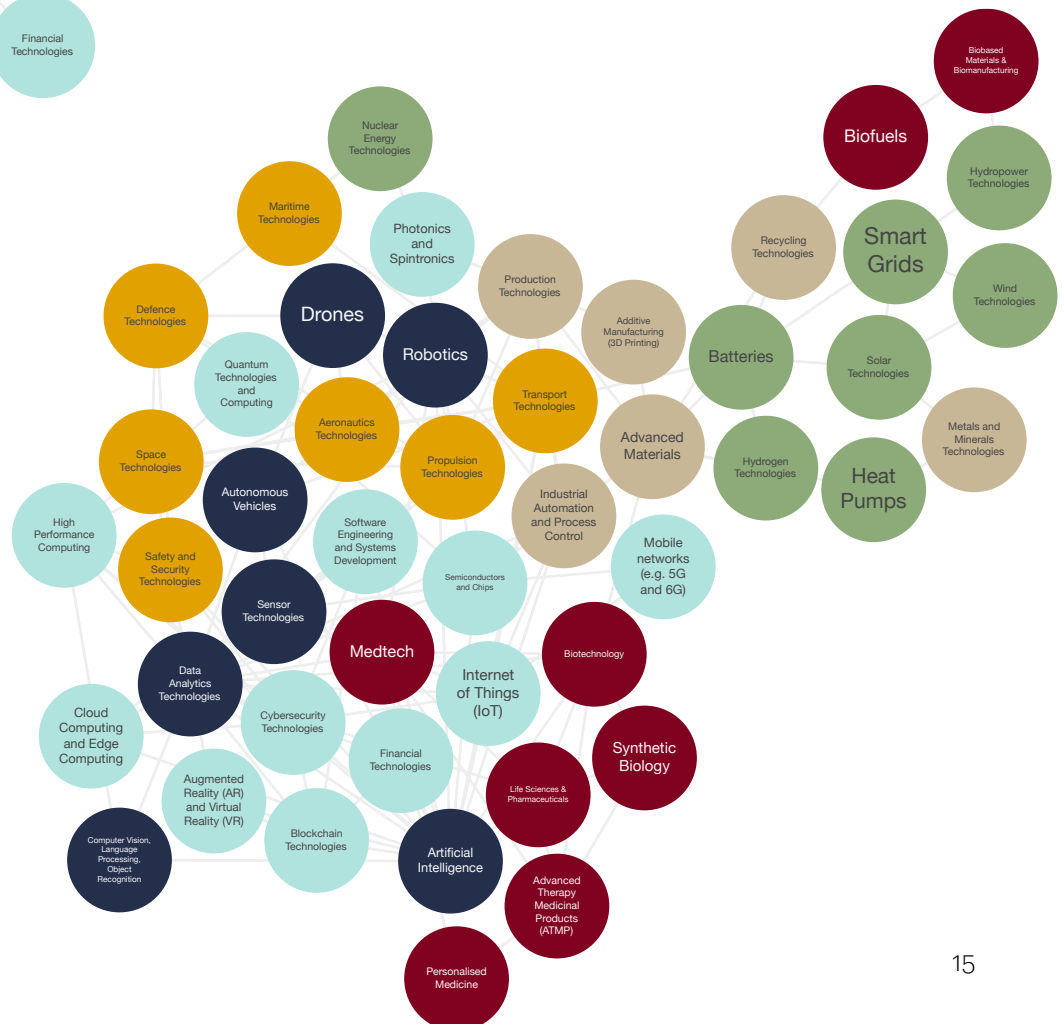 Financial
Technologies
Biobased
Materials &
Biomanufacturing
Nuclear
Energy
Technologies
Biofuels
Hydropower
Technologies
Maritime
Technologies
Photonics
and
Spintronics
Recycling
Technologies
Smart
Grids
Production
Technologies
Wind
Technologies
Defence
Technologies
Drones
Additive
Manufacturing
(3D Printing)
Robotics
Batteries
Solar
Technologies
Quantum
Technologies
and
Computing
Transport
Technologies
Aeronautics
Technologies
Advanced
Materials
Metals and
Minerals
Technologies
Space
Technologies
Propulsion
Technologies
Hydrogen
Technologies
Heat
Pumps
Autonomous
Vehicles
Industrial
Automation
and Process
Control
High
Performance
Computing
Software
Engineering
and Systems
Development
Mobile
networks
(e.g. 5G
and 6G)
Safety and
Security
Technologies
Semiconductors
and Chips
Sensor
Technologies
Medtech
Biotechnology
Data
Analytics
Technologies
Internet
of Things
(IoT)
Cybersecurity
Technologies
Cloud
Computing
and Edge
Computing
Financial
Technologies
Synthetic
Biology
Augmented
Reality (AR)
and Virtual
Reality (VR)
Life Sciences &
Pharmaceuticals
Blockchain
Technologies
Computer Vision,
Language
Processing,
Object
Recognition
Artificial
Intelligence
Advanced
Therapy
Medicinal
Products
(ATMP)
Personalised
Medicine
15